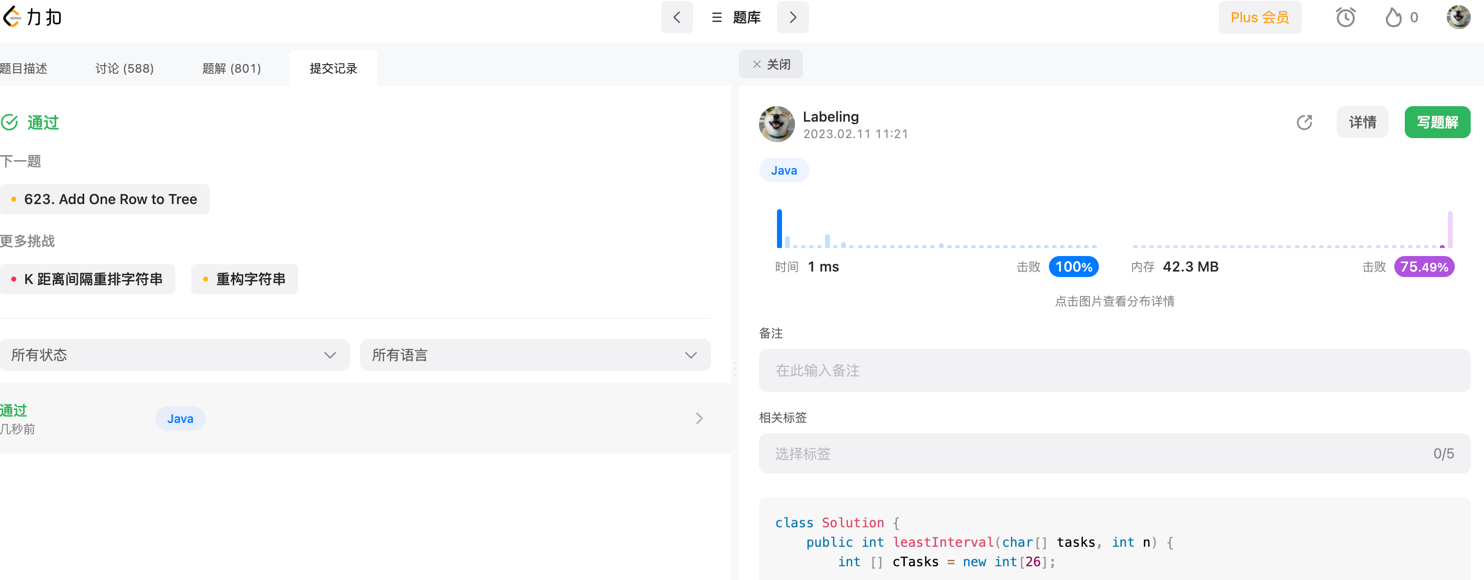 力扣
题库
Plus 会员
0
题目描述
讨论 (588)
题解 (801)
提交记录
关闭
通过
下一题
623. Add One Row to Tree
更多挑战
K 距离间隔重排字符串
重构字符串
所有状态
所有语言
通过
几秒前
Java
Labeling
2023.02.11 11:21
详情
写题解
Java
时间 1 ms
击败 100%
内存 42.3 MB
击败 75.49%
点击图片查看分布详情
备注
在此输入备注
相关标签
选择标签
0/5
class Solution {
public int leastInterval(char[] tasks, int n) {
int [] cTasks = new int[26];